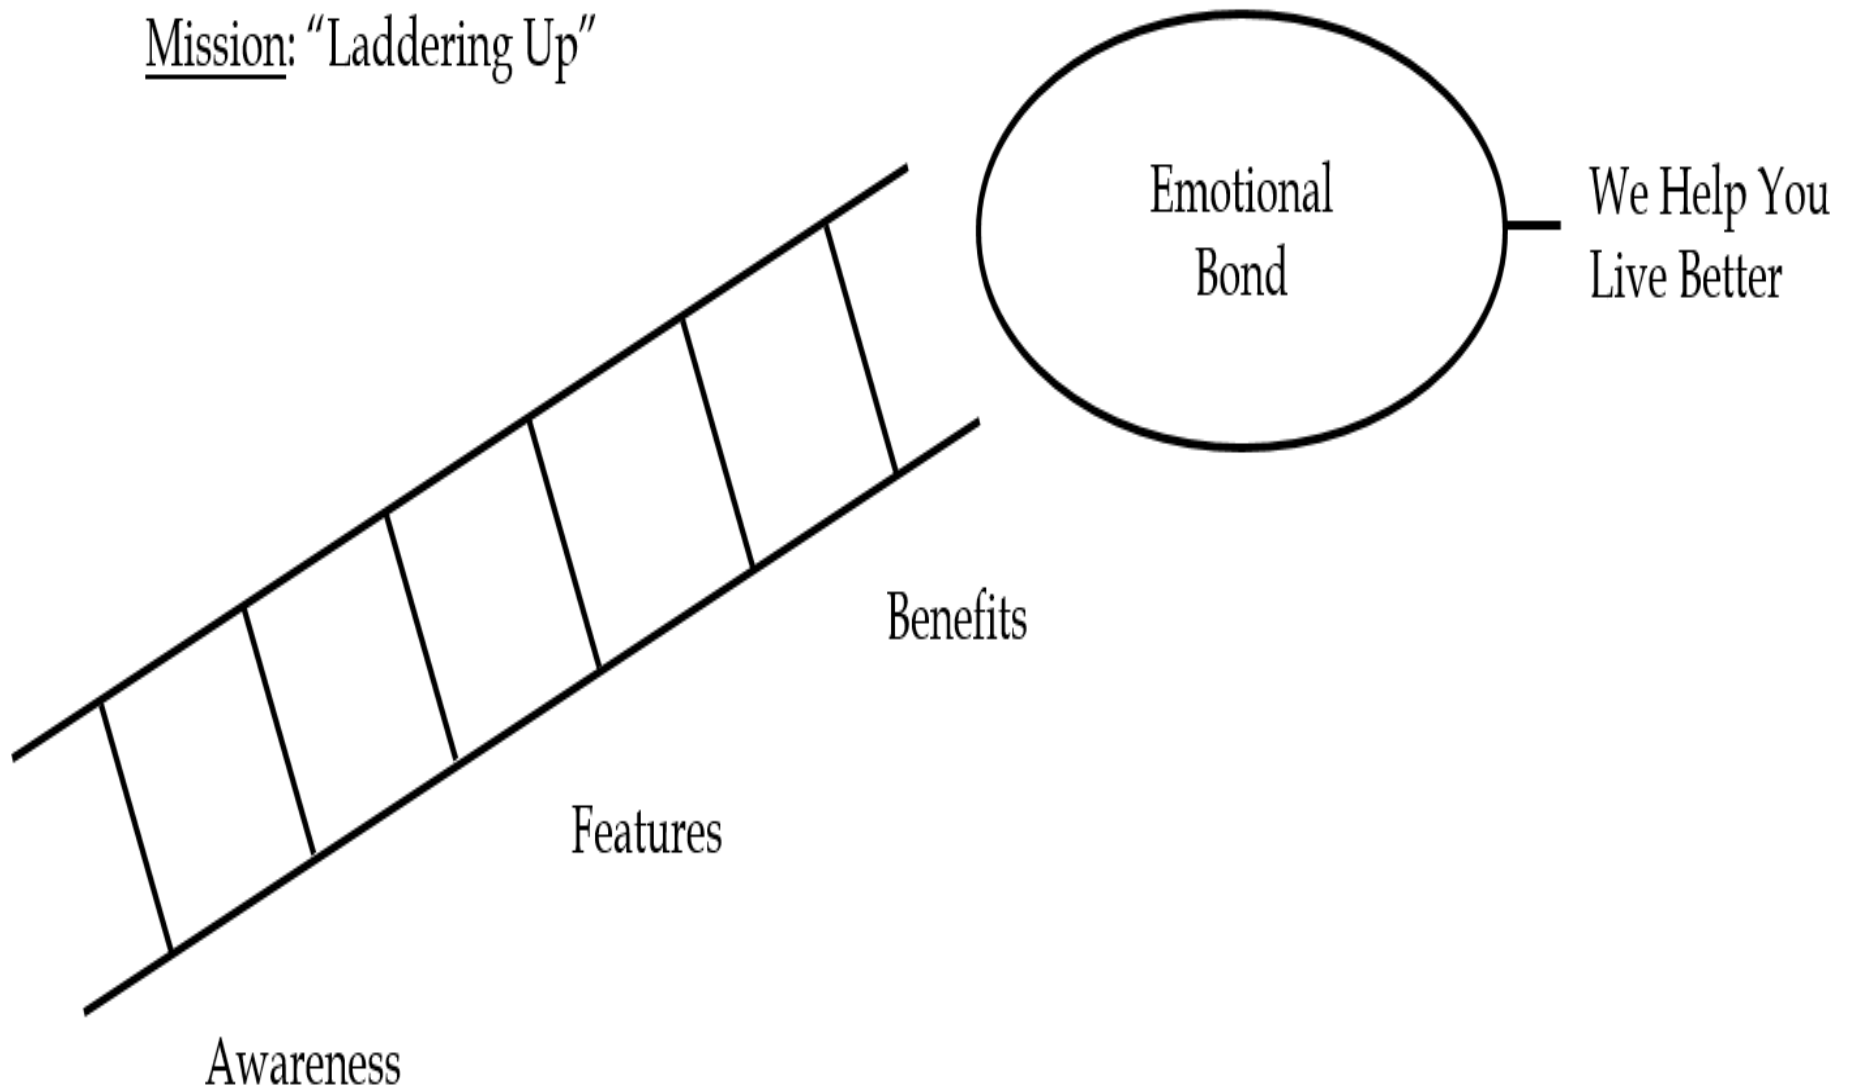 Mission: “Laddering Up”
Emotional
Bond
We Help You
Live Better
Benefits
Features
Awareness